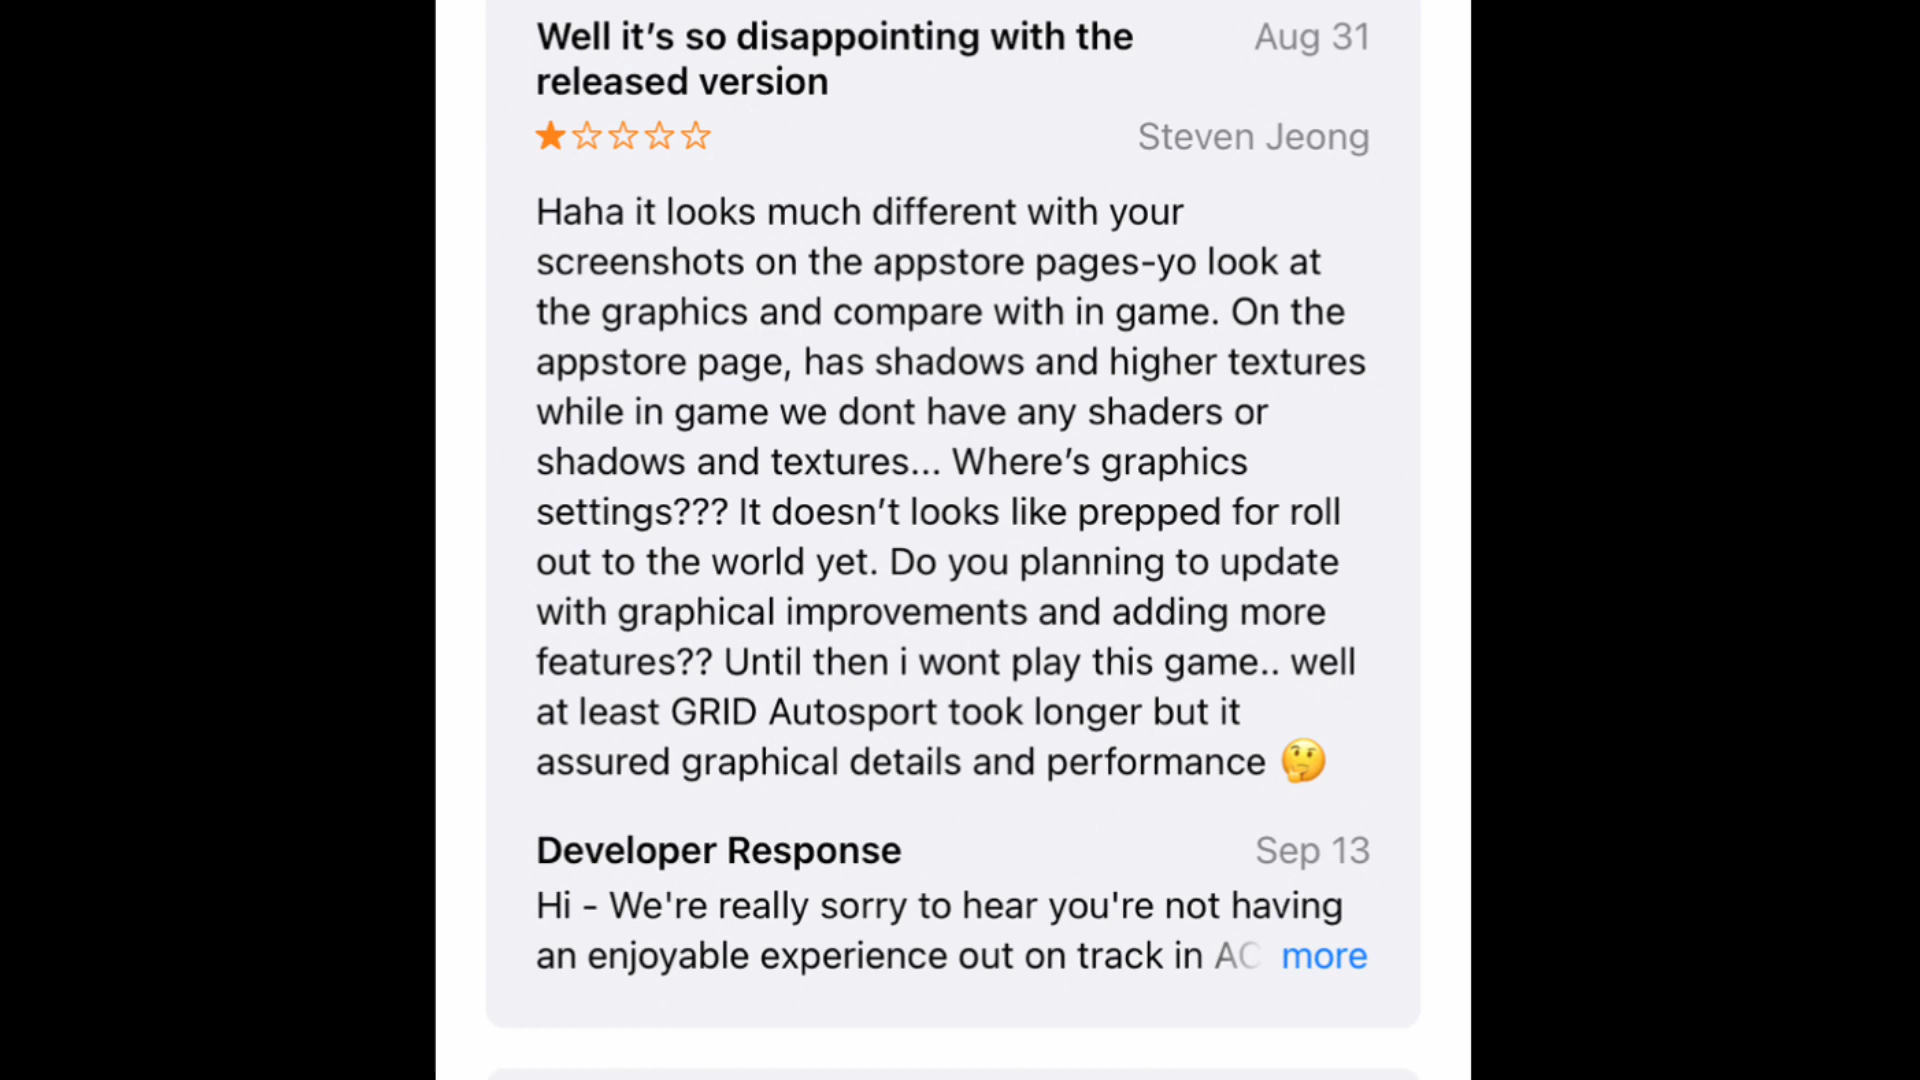 Well it’s so disappointing with the
released version
Aug 31
Steven Jeong
Haha it looks much different with your
screenshots on the appstore pages-yo look at
the graphics and compare with in game. On the
appstore page, has shadows and higher textures
while in game we dont have any shaders or
shadows and textures... Where’s graphics
settings??? It doesn’t looks like prepped for roll
out to the world yet. Do you planning to update
with graphical improvements and adding more
features?? Until then i wont play this game.. well
at least GRID Autosport took longer but it
assured graphical details and performance 🤔
Developer Response
Sep 13
Hi - We're really sorry to hear you're not having
an enjoyable experience out on track in AC more